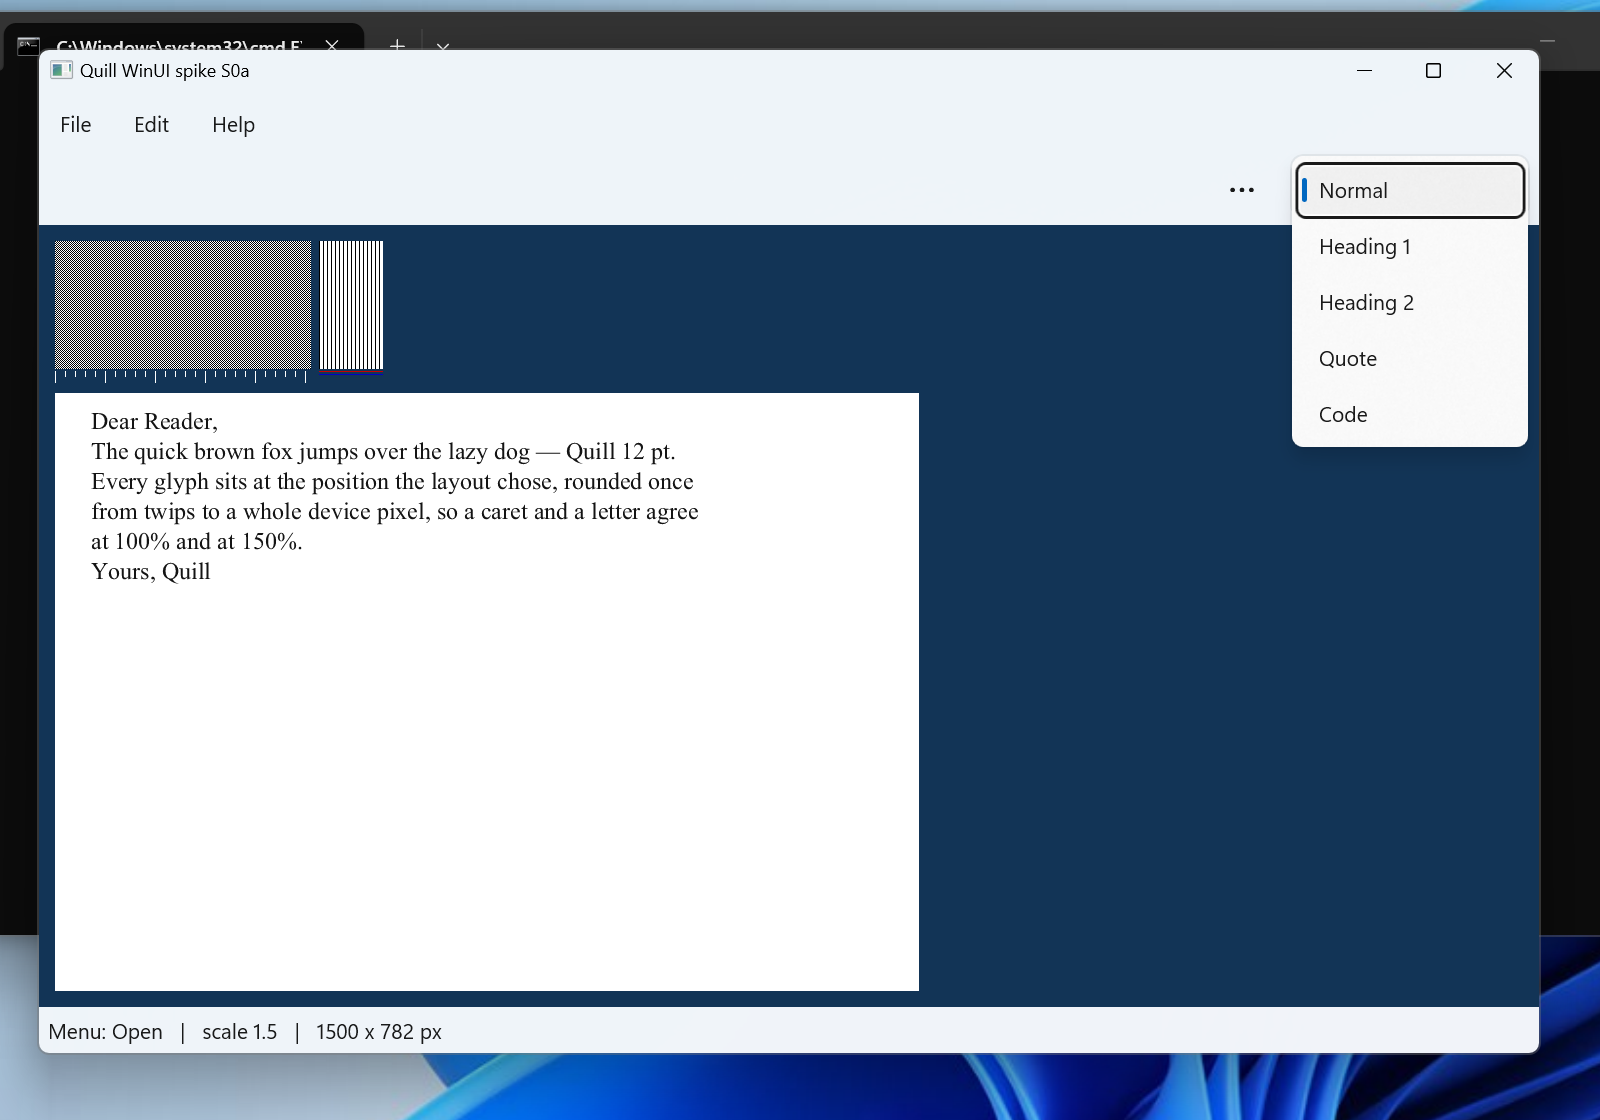 C:\Windows\system32\cmd.E
Quill WinUI spike S0a
File Edit Help
Normal
Heading 1
Heading 2
Quote
Code
Dear Reader,
The quick brown fox jumps over the lazy dog — Quill 12 pt.
Every glyph sits at the position the layout chose, rounded once
from twips to a whole device pixel, so a caret and a letter agree
at 100% and at 150%.
Yours, Quill
Menu: Open | scale 1.5 | 1500 x 782 px